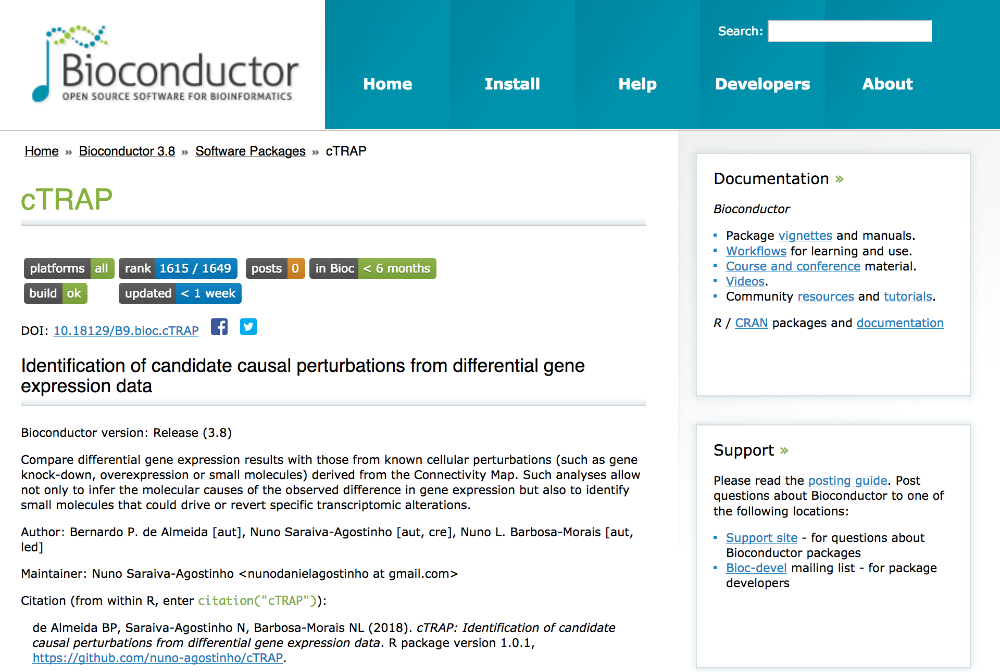 Bioconductor
OPEN SOURCE SOFTWARE FOR BIOINFORMATICS
Search:
Home Install Help Developers About
Home » Bioconductor 3.8 » Software Packages » cTRAP
cTRAP
platforms all rank 1615 / 1649 posts 0 in Bioc < 6 months
build ok updated < 1 week
DOI: 10.18129/B9.bioc.cTRAP
Identification of candidate causal perturbations from differential gene
expression data
Bioconductor version: Release (3.8)
Compare differential gene expression results with those from known cellular perturbations (such as gene
knock-down, overexpression or small molecules) derived from the Connectivity Map. Such analyses allow
not only to infer the molecular causes of the observed difference in gene expression but also to identify
small molecules that could drive or revert specific transcriptomic alterations.
Author: Bernardo P. de Almeida [aut], Nuno Saraiva-Agostinho [aut, cre], Nuno L. Barbosa-Morais [aut,
led]
Maintainer: Nuno Saraiva-Agostinho <nunodanielagostinho at gmail.com>
Citation (from within R, enter citation("cTRAP")):
de Almeida BP, Saraiva-Agostinho N, Barbosa-Morais NL (2018). cTRAP: Identification of candidate
causal perturbations from differential gene expression data. R package version 1.0.1,
https://github.com/nuno-agostinho/cTRAP.
Documentation »
Bioconductor
Package vignettes and manuals.
Workflows for learning and use.
Course and conference material.
Videos.
Community resources and tutorials.
R / CRAN packages and documentation
Support »
Please read the posting guide. Post
questions about Bioconductor to one of
the following locations:
Support site - for questions about
Bioconductor packages
Bioc-devel mailing list - for package
developers